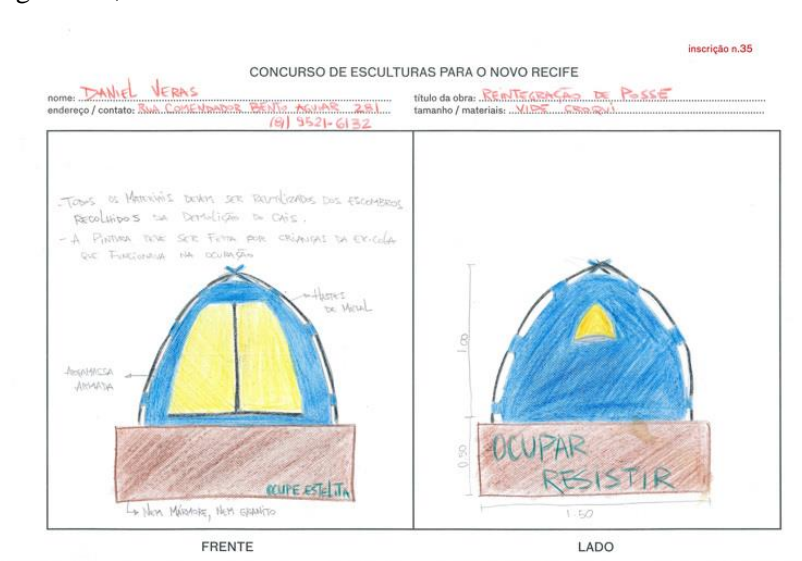 inscrição n.35
CONCURSO DE ESCULTURAS PARA O NOVO RECIFE
nome: DANIEL VERAS
endereço / contato: RUA COMENDADOR BENTO AGUIAR 281
(81) 9521-6132
título da obra: REINTEGRAÇÃO DE POSSE
tamanho / materiais: VIDE CROQUI
- TODOS OS MATERIAIS DEVEM SER REUTILIZADOS DOS ESCOMBROS
RECOLHIDOS DA DEMOLIÇÃO DO CAIS.
- A PINTURA DEVE SER FEITA POR CRIANÇAS DA EX-COLA
QUE FUNCIONAVA NA OCUPAÇÃO
HASTES
DE METAL
ARGAMASSA
ARMADA
OCUPE ESTELITA
NEM MÁRMORE, NEM GRANITO
1.00
0.50
OCUPAR
RESISTIR
1.50
FRENTE
LADO